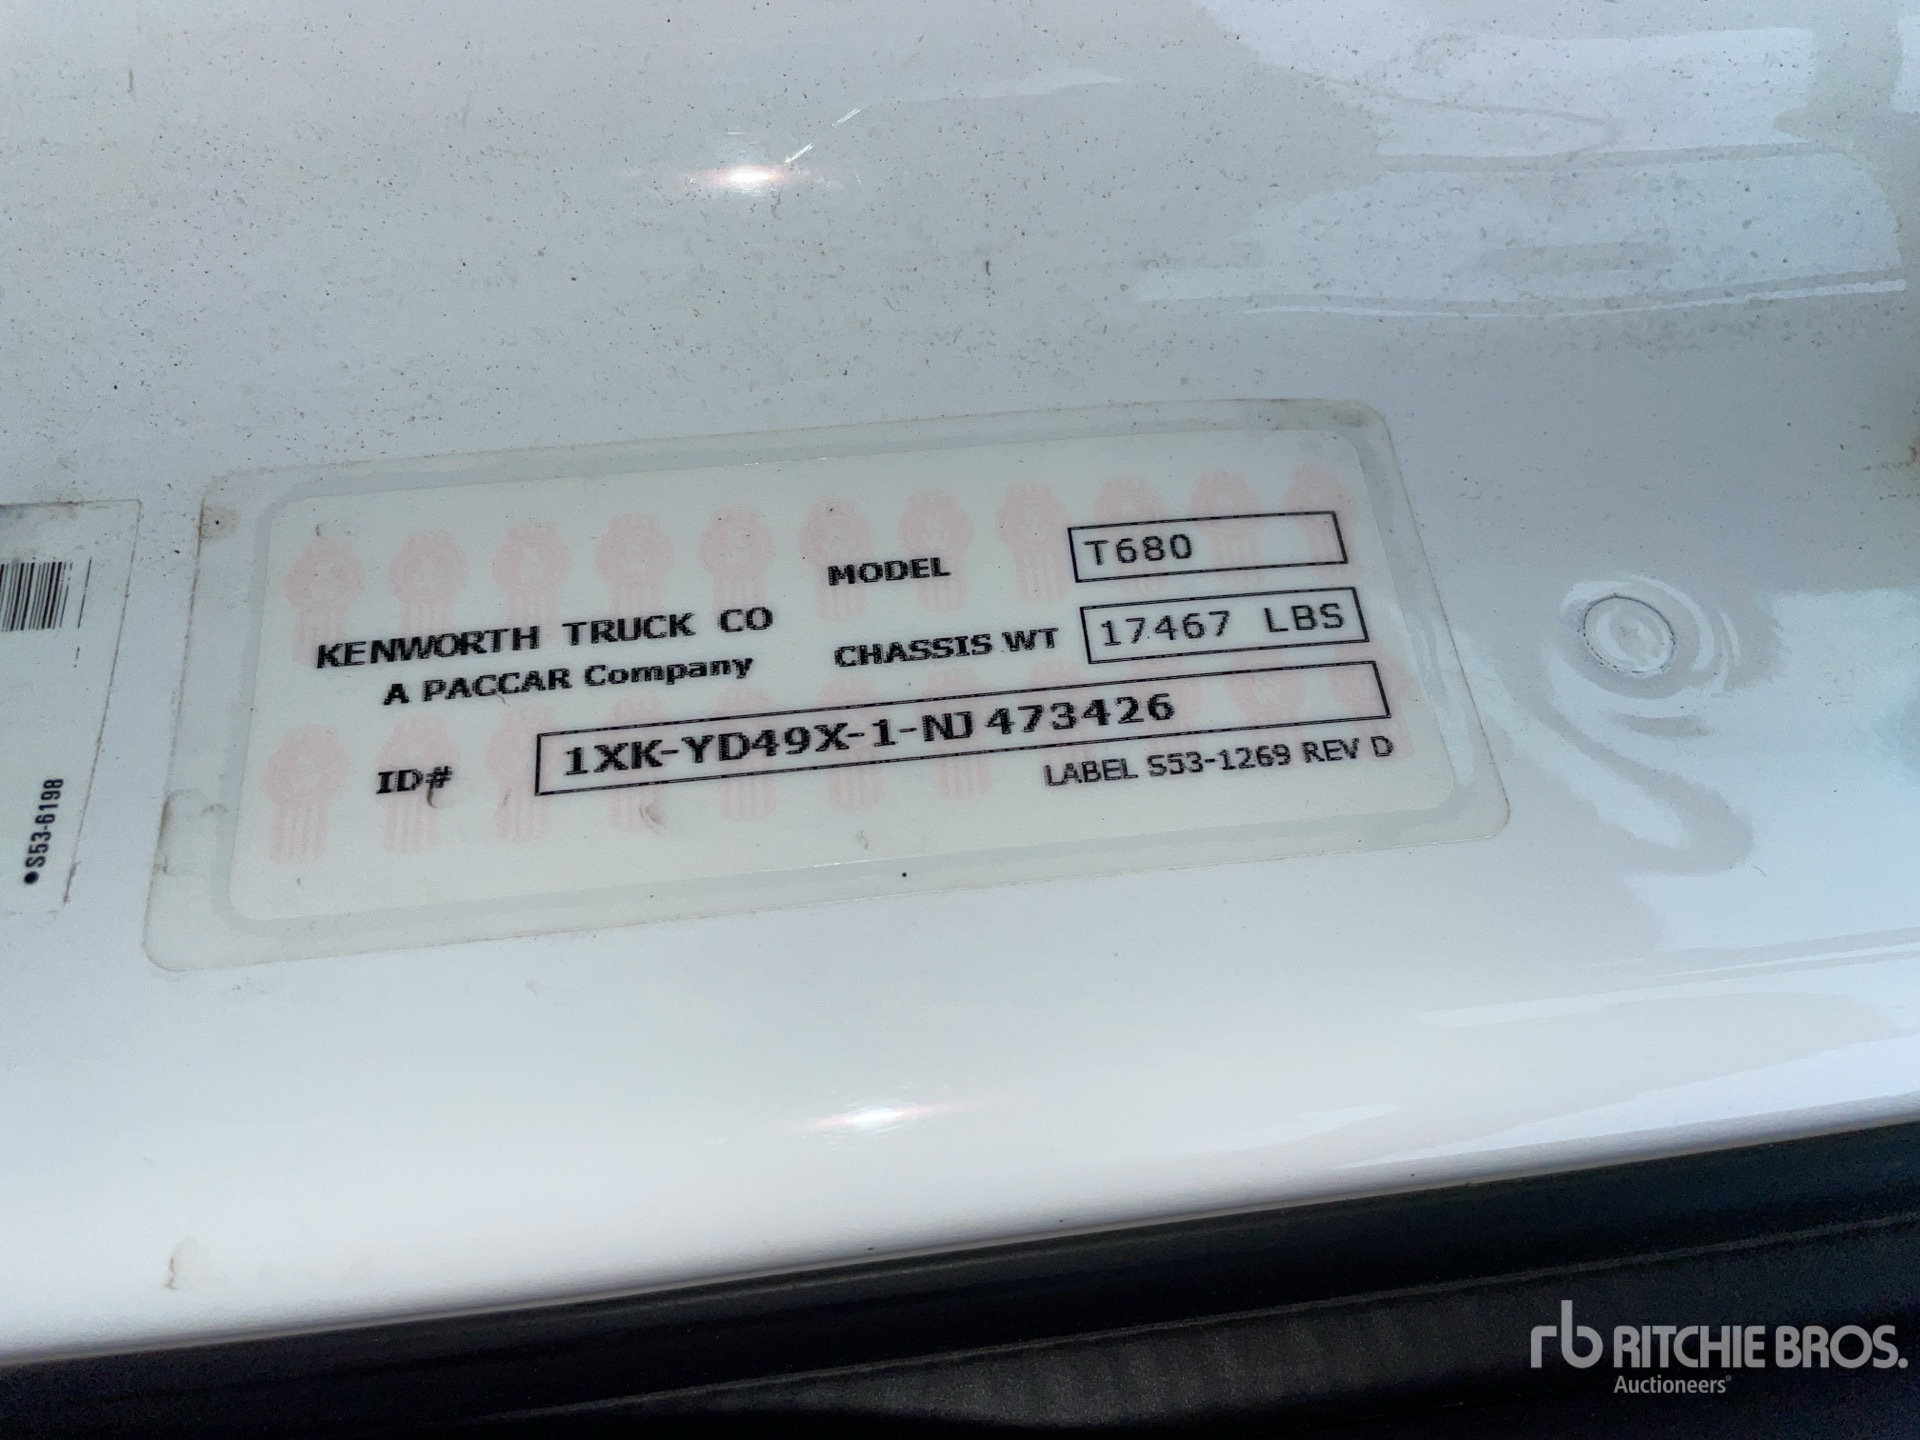 MODEL T680
KENWORTH TRUCK CO
CHASSIS WT 17467 LBS
A PACCAR Company
ID# 1XK-YD49X-1-NJ473426
LABEL S53-1269 REV D
•S53-6198
rb RITCHIE BROS.
Auctioneers